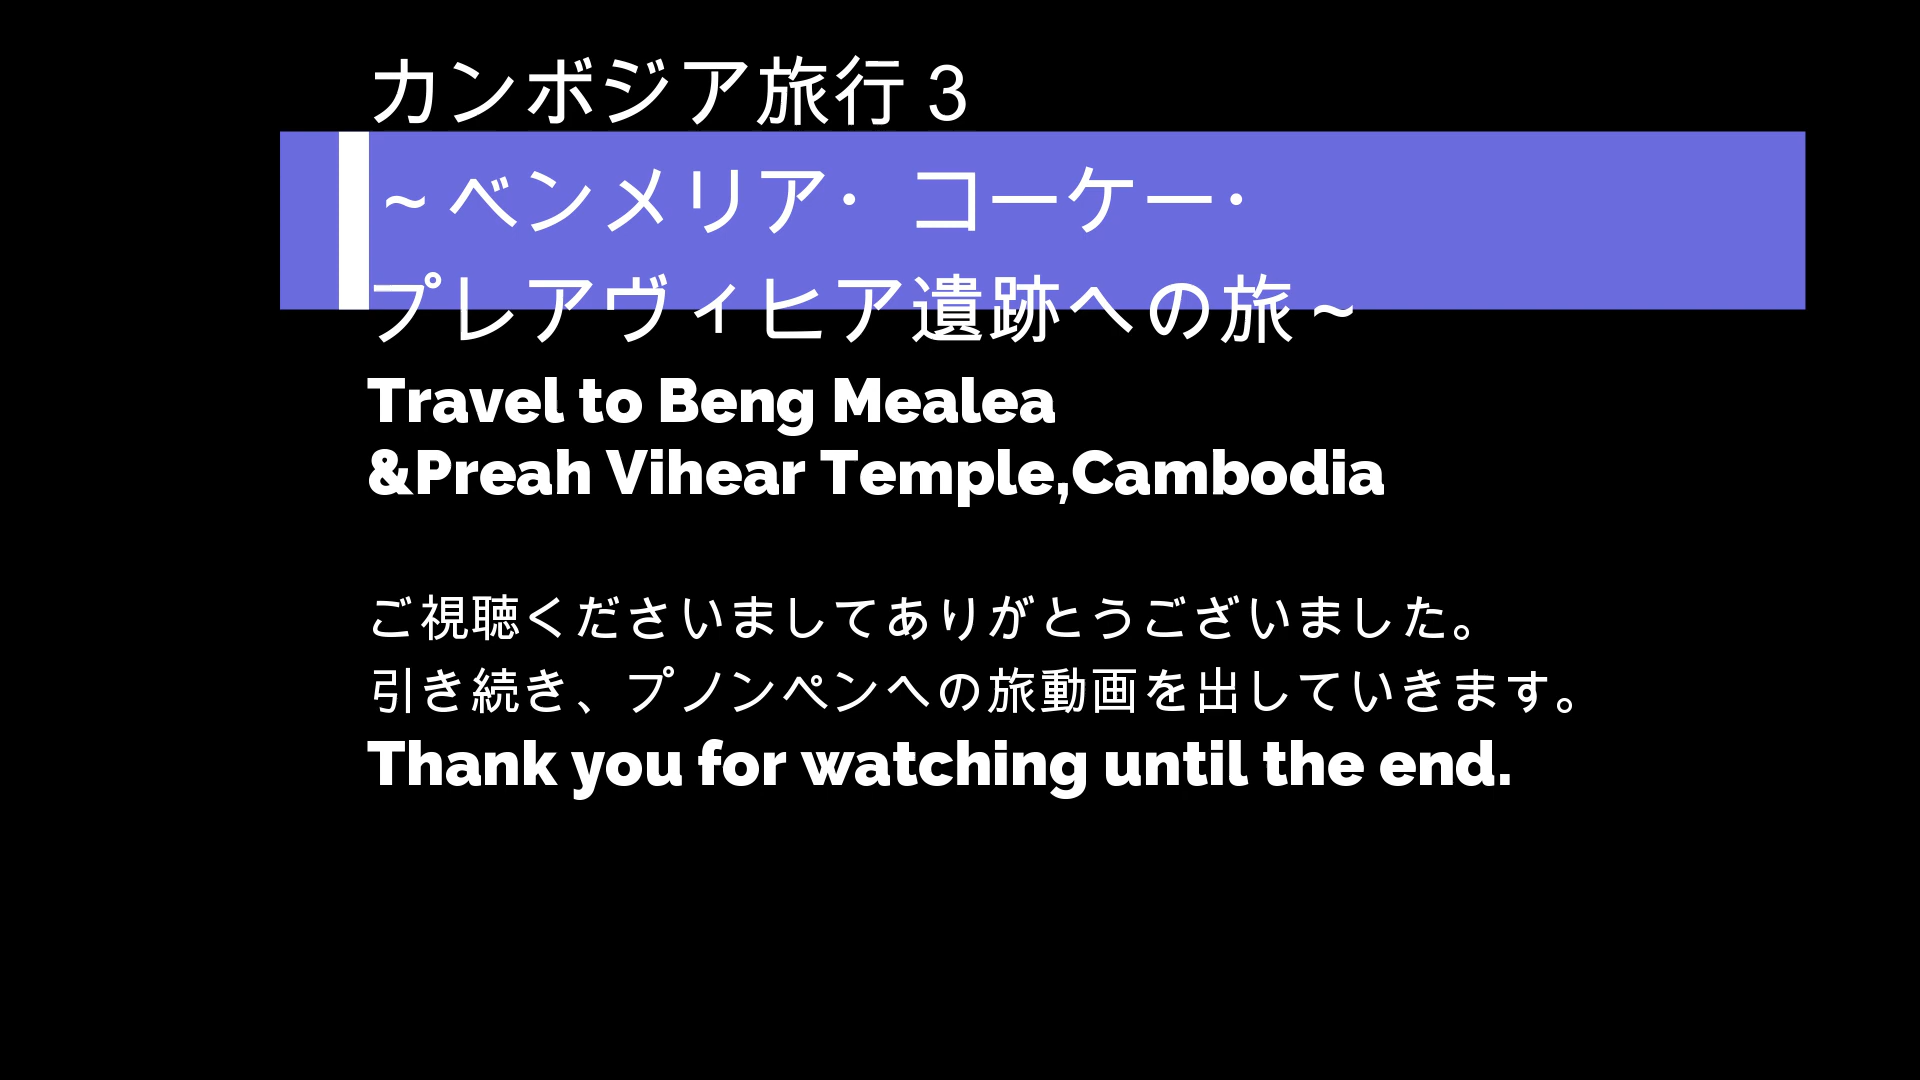 カンボジア旅行 3
~ ベンメリア・ コーケー・
プレアヴィヒア遺跡への旅 ~
Travel to Beng Mealea
&Preah Vihear Temple,Cambodia
ご視聴くださいましてありがとうございました。
引き続き、プノンペンへの旅動画を出していきます。
Thank you for watching until the end.